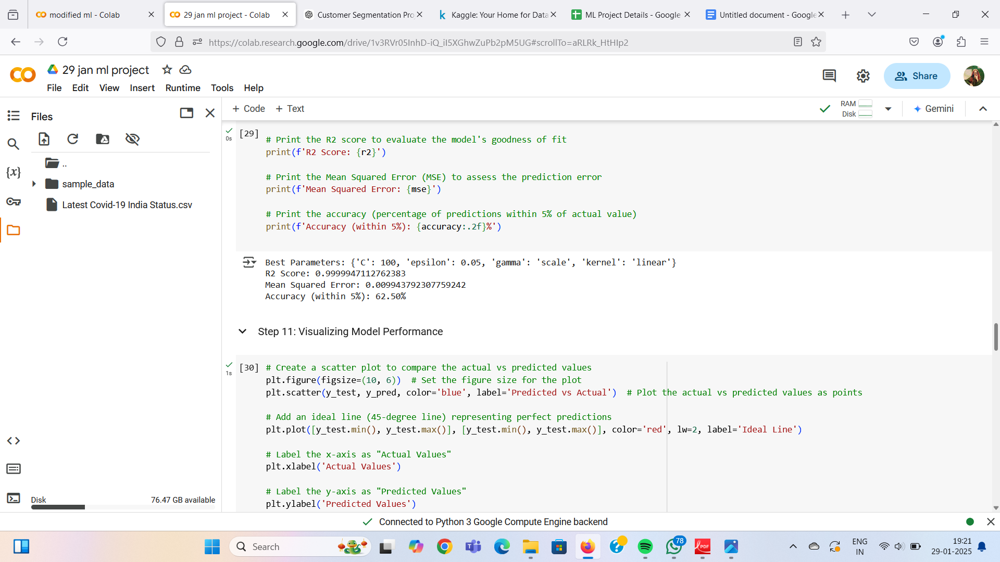 modified ml - Colab
29 jan ml project - Colab
Customer Segmentation Pro
Kaggle: Your Home for Data
ML Project Details - Google
Untitled document - Google
https://colab.research.google.com/drive/1v3RVr05InhD-iQ_iI5XGhwZuPb2pM5UG#scrollTo=aRLRk_HtHIp2
29 jan ml project
File Edit View Insert Runtime Tools Help
Share
Files
+ Code + Text
RAM
Disk
Gemini
..
sample_data
Latest Covid-19 India Status.csv
{x}
Disk 76.47 GB available
0s
[29]
# Print the R2 score to evaluate the model's goodness of fit
print(f'R2 Score: {r2}')
# Print the Mean Squared Error (MSE) to assess the prediction error
print(f'Mean Squared Error: {mse}')
# Print the accuracy (percentage of predictions within 5% of actual value)
print(f'Accuracy (within 5%): {accuracy:.2f}%')
Best Parameters: {'C': 100, 'epsilon': 0.05, 'gamma': 'scale', 'kernel': 'linear'}
R2 Score: 0.9999947112762383
Mean Squared Error: 0.009943792307759242
Accuracy (within 5%): 62.50%
Step 11: Visualizing Model Performance
1s
[30] # Create a scatter plot to compare the actual vs predicted values
plt.figure(figsize=(10, 6))  # Set the figure size for the plot
plt.scatter(y_test, y_pred, color='blue', label='Predicted vs Actual')  # Plot the actual vs predicted values as points
# Add an ideal line (45-degree line) representing perfect predictions
plt.plot([y_test.min(), y_test.max()], [y_test.min(), y_test.max()], color='red', lw=2, label='Ideal Line')
# Label the x-axis as "Actual Values"
plt.xlabel('Actual Values')
# Label the y-axis as "Predicted Values"
plt.ylabel('Predicted Values')
Connected to Python 3 Google Compute Engine backend
Search
78
PDF
ENG
IN
19:21
29-01-2025